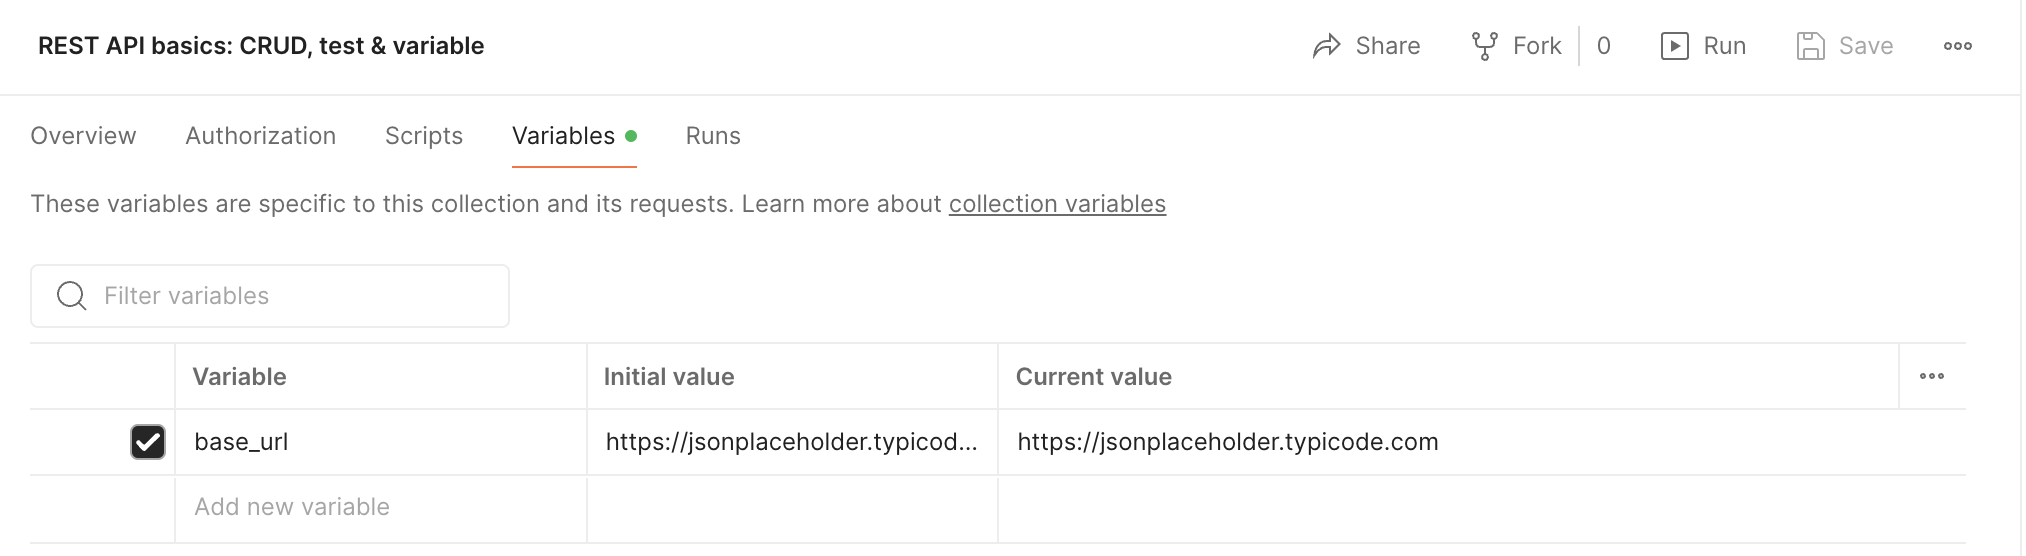 REST API basics: CRUD, test & variable
Share
Fork
0
Run
Save
Overview
Authorization
Scripts
Variables
Runs
These variables are specific to this collection and its requests. Learn more about collection variables
Filter variables
Variable
Initial value
Current value
base_url
https://jsonplaceholder.typicod...
https://jsonplaceholder.typicode.com
Add new variable